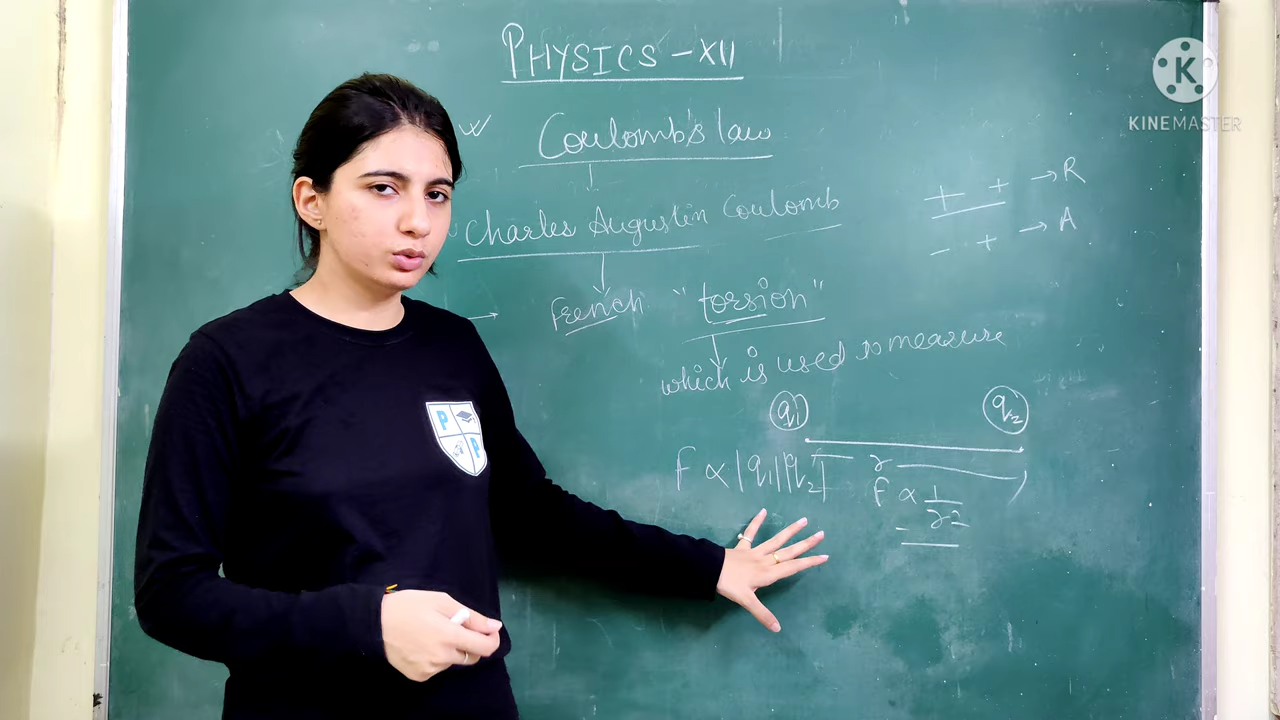 PHYSICS - XII
Coulomb's law
Charles Augustin Coulomb
French "torsion"
which is used to measure
+ + → R
- + → A
q1 q2
r
F ∝ |q1||q2|
F ∝ 1/r2
P
P
K
KINEMASTER